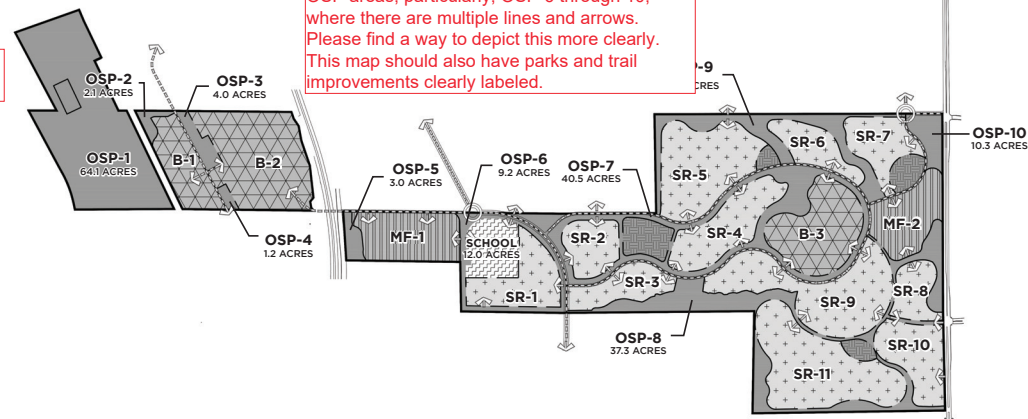 where there are multiple lines and arrows.
Please find a way to depict this more clearly.
This map should also have parks and trail
improvements clearly labeled.
OSP-2
2.1 ACRES
OSP-3
4.0 ACRES
-9
CRES
OSP-1
64.1 ACRES
B-1
B-2
OSP-4
1.2 ACRES
OSP-5
3.0 ACRES
OSP-6
9.2 ACRES
OSP-7
40.5 ACRES
OSP-10
10.3 ACRES
MF-1
SCHOOL
12.0 ACRES
SR-1
SR-2
SR-3
SR-4
SR-5
SR-6
SR-7
B-3
MF-2
SR-8
SR-9
SR-10
SR-11
OSP-8
37.3 ACRES